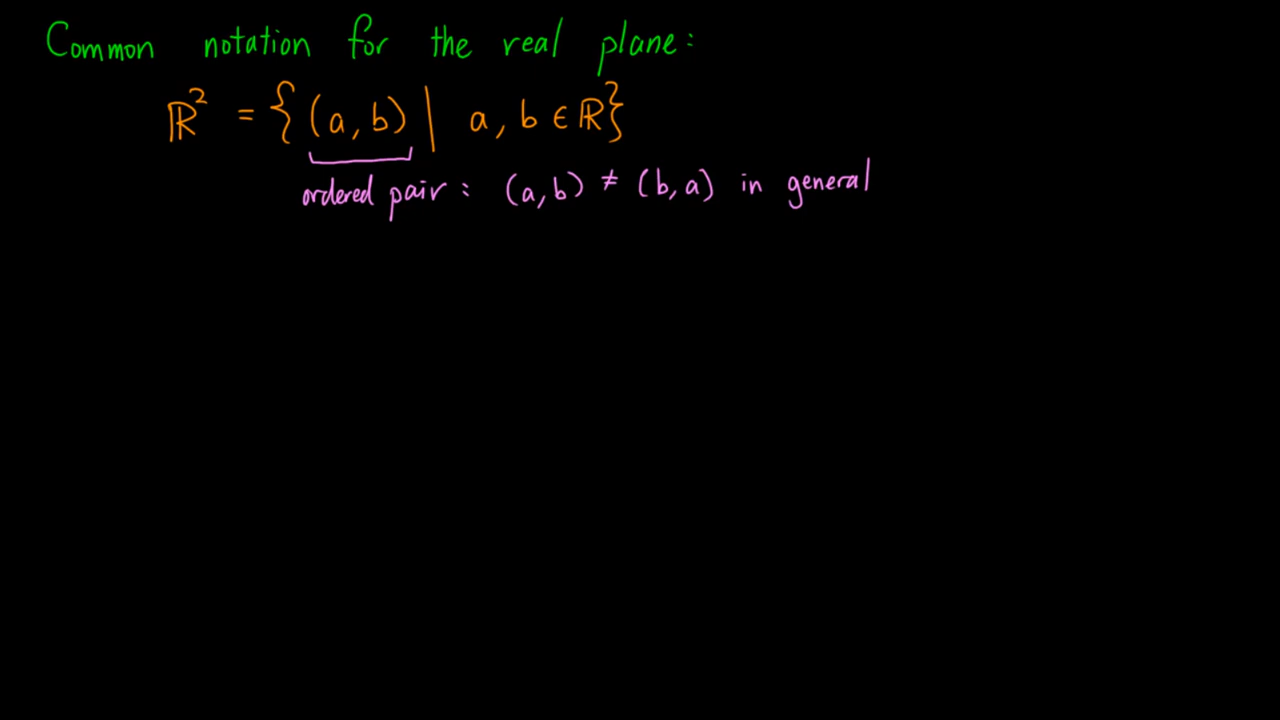 Common notation for the real plane:
ℝ² = {(a, b) | a, b ∈ ℝ}
ordered pair : (a, b) ≠ (b, a) in general